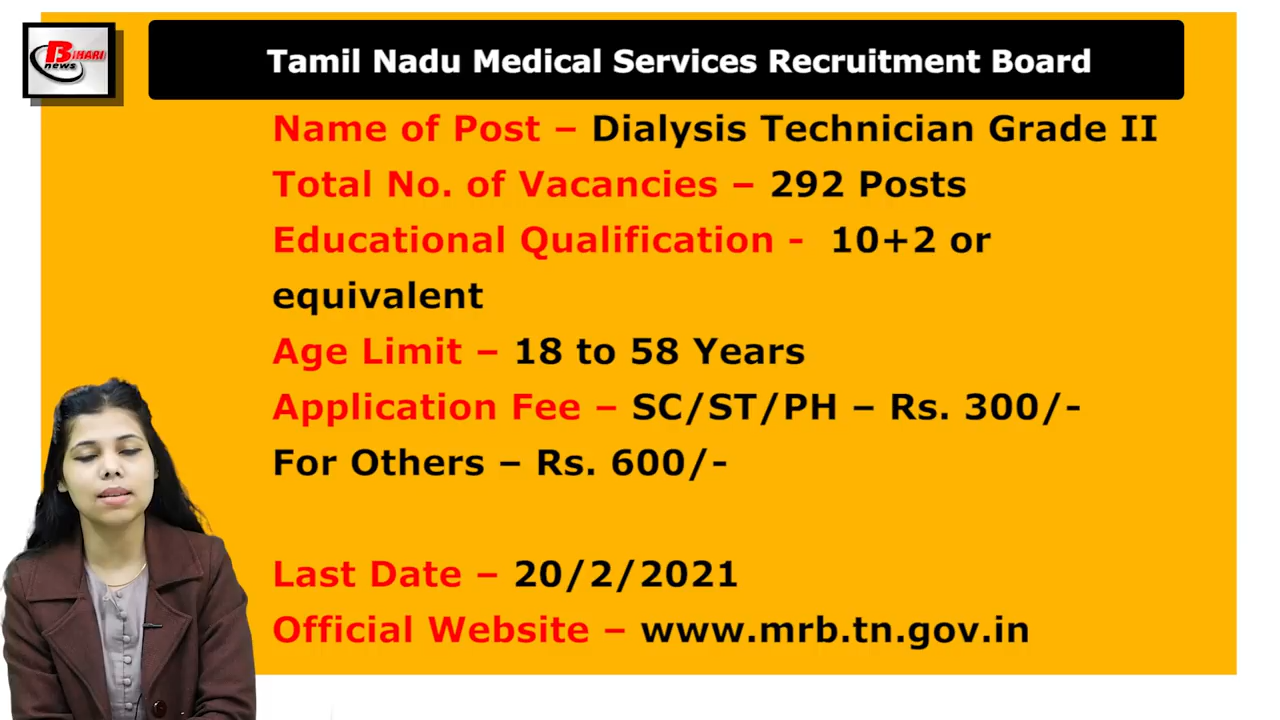 BIHARI
news
Tamil Nadu Medical Services Recruitment Board
Name of Post – Dialysis Technician Grade II
Total No. of Vacancies – 292 Posts
Educational Qualification - 10+2 or
equivalent
Age Limit – 18 to 58 Years
Application Fee – SC/ST/PH – Rs. 300/-
For Others – Rs. 600/-
Last Date – 20/2/2021
Official Website – www.mrb.tn.gov.in